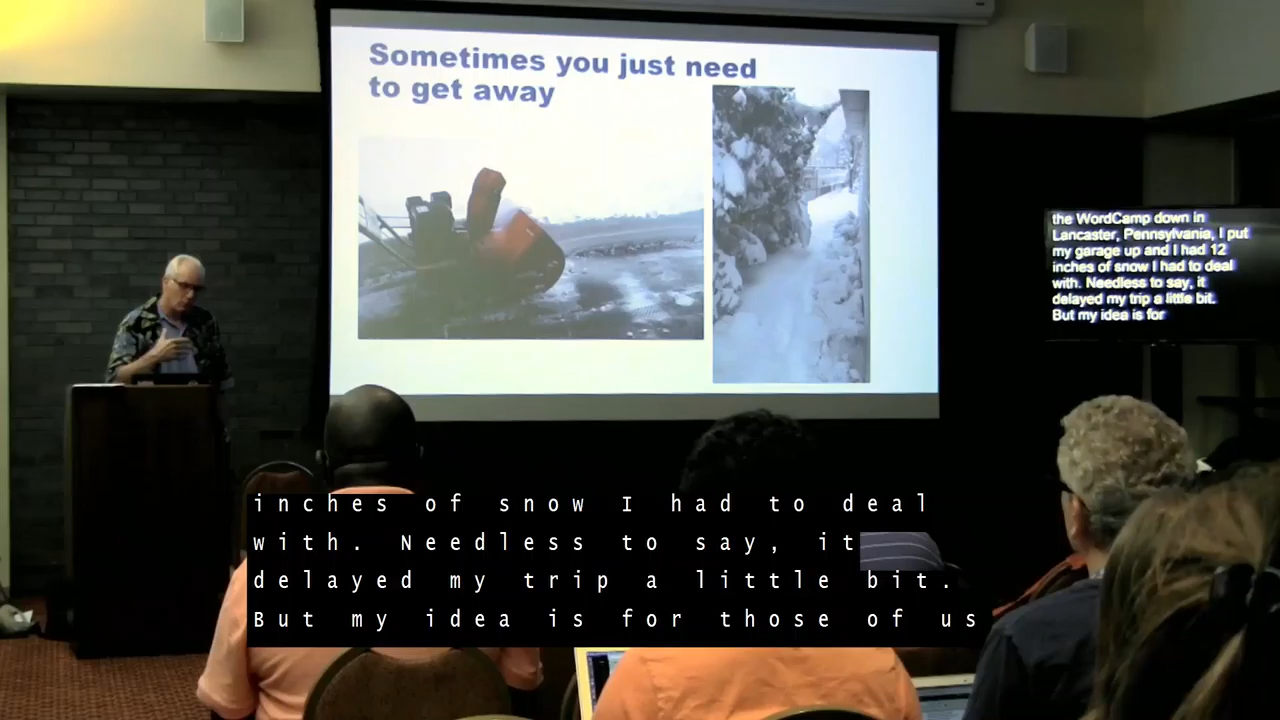 Sometimes you just need
to get away
the WordCamp down in
Lancaster, Pennsylvania, I put
my garage up and I had 12
inches of snow I had to deal
with. Needless to say, it
delayed my trip a little bit.
But my idea is for
inches of snow I had to deal
with. Needless to say, it
delayed my trip a little bit.
But my idea is for those of us